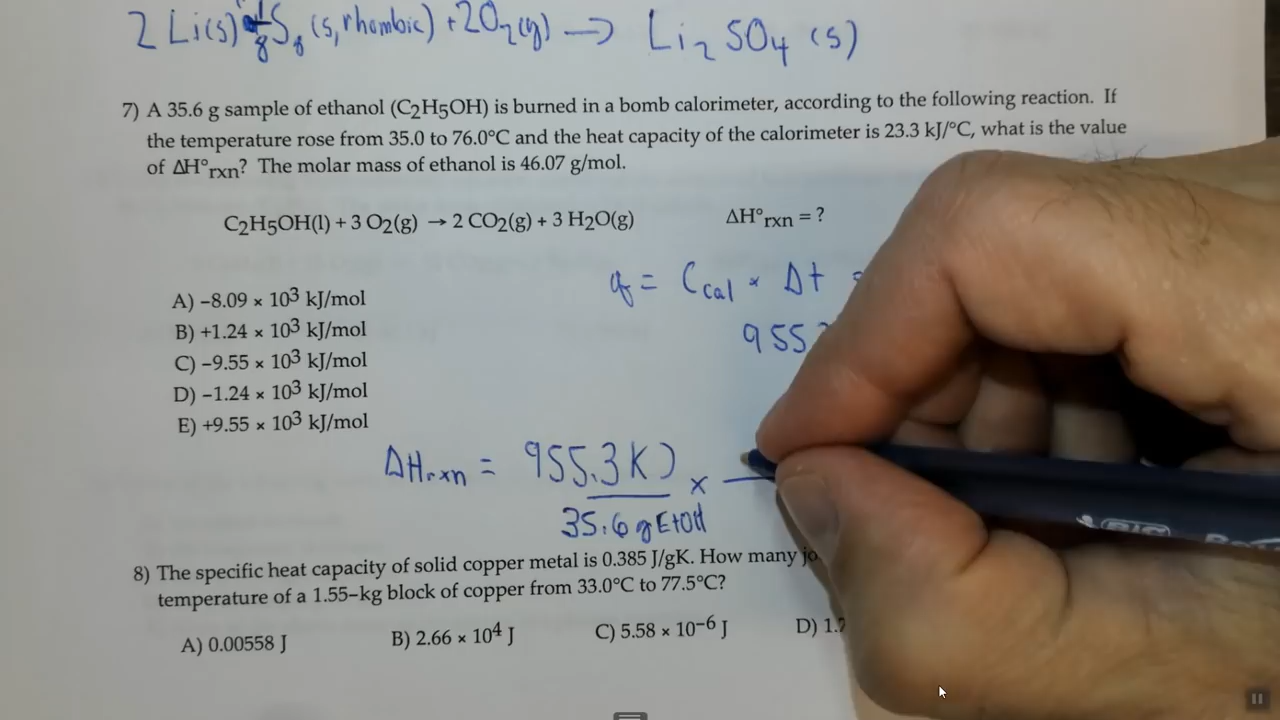 2 Li(s) + 1/8 S8 (s, rhombic) + 2O2(g) → Li2SO4 (s)
7) A 35.6 g sample of ethanol (C2H5OH) is burned in a bomb calorimeter, according to the following reaction. If
the temperature rose from 35.0 to 76.0°C and the heat capacity of the calorimeter is 23.3 kJ/°C, what is the value
of ΔH°rxn? The molar mass of ethanol is 46.07 g/mol.
C2H5OH(l) + 3 O2(g) → 2 CO2(g) + 3 H2O(g) ΔH°rxn = ?
q = Ccal × Δt =
A) -8.09 × 10³ kJ/mol
955.
B) +1.24 × 10³ kJ/mol
C) -9.55 × 10³ kJ/mol
D) -1.24 × 10³ kJ/mol
E) +9.55 × 10³ kJ/mol
ΔHrxn = 955.3 KJ ×
35.6 g EtOH
8) The specific heat capacity of solid copper metal is 0.385 J/gK. How many
temperature of a 1.55-kg block of copper from 33.0°C to 77.5°C?
A) 0.00558 J B) 2.66 × 10⁴ J C) 5.58 × 10⁻⁶ J D) 1.